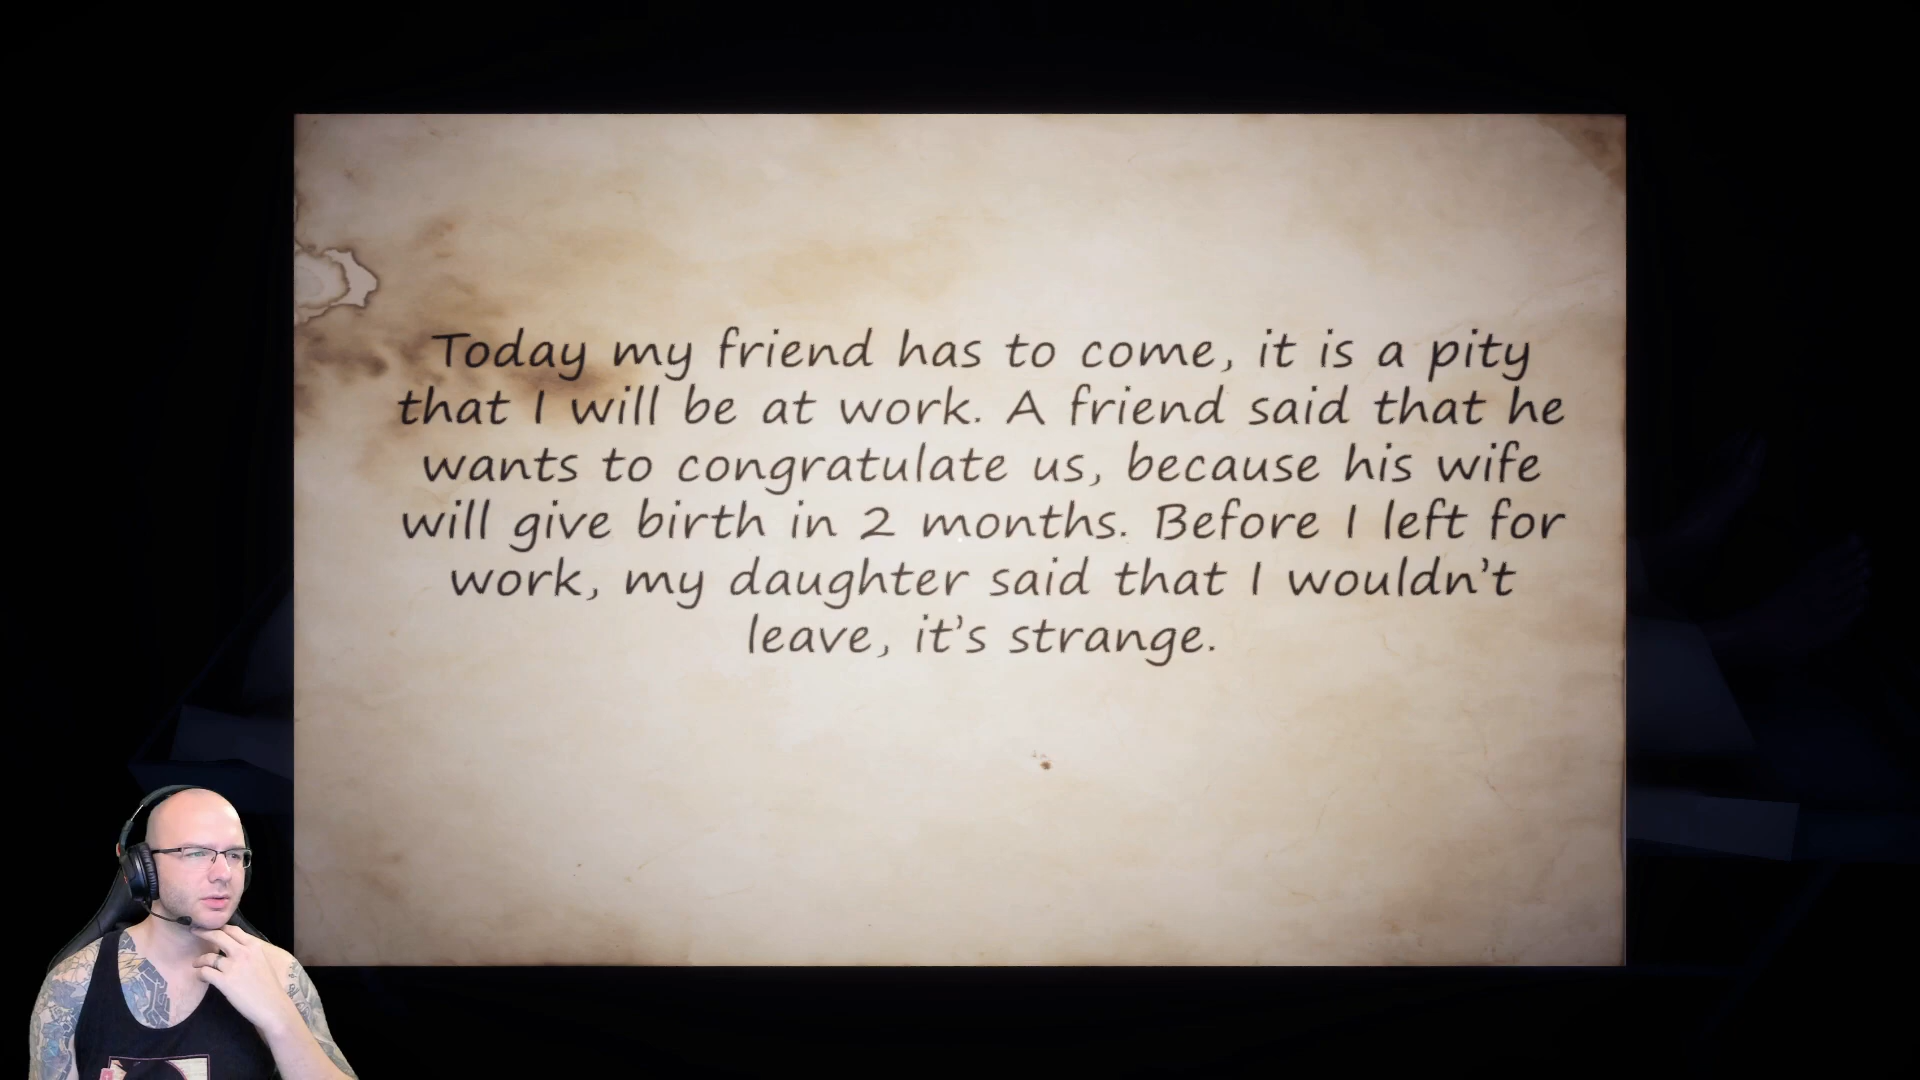 Today my friend has to come, it is a pity
that I will be at work. A friend said that he
wants to congratulate us, because his wife
will give birth in 2 months. Before I left for
work, my daughter said that I wouldn't
leave, it's strange.